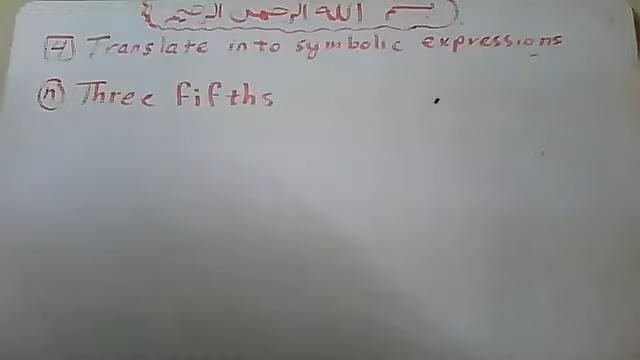 بسم الله الرحمن الرحيم
4 Translate into symbolic expressions
n Three fifths